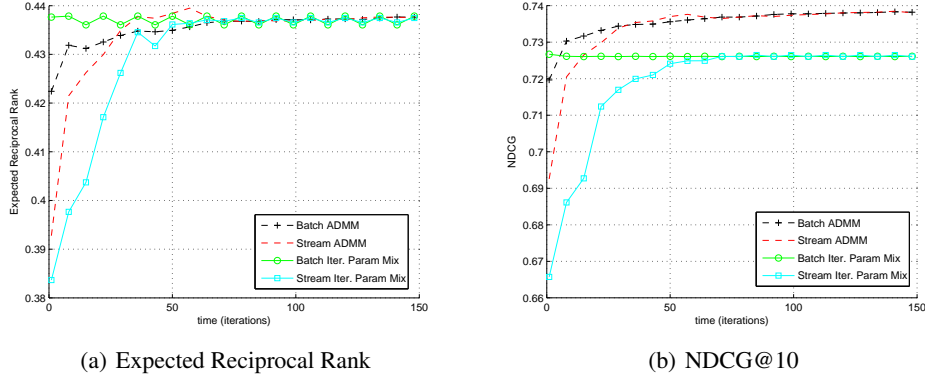 0.44
0.43
0.42
0.41
0.4
0.39
0.38
0
50
100
150
Expected Reciprocal Rank
time (iterations)
Batch ADMM
Stream ADMM
Batch Iter. Param Mix
Stream Iter. Param Mix
(a) Expected Reciprocal Rank
0.74
0.73
0.72
0.71
0.7
0.69
0.68
0.67
0.66
0
50
100
150
NDCG
time (iterations)
Batch ADMM
Stream ADMM
Batch Iter. Param Mix
Stream Iter. Param Mix
(b) NDCG@10